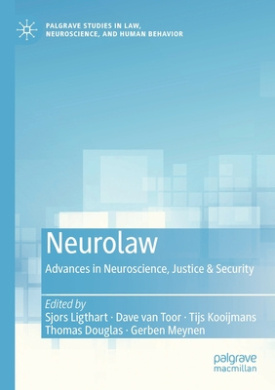 PALGRAVE STUDIES IN LAW,
NEUROSCIENCE, AND HUMAN BEHAVIOR
Neurolaw
Advances in Neuroscience, Justice & Security
Edited by
Sjors Ligthart · Dave van Toor · Tijs Kooijmans
Thomas Douglas · Gerben Meynen
palgrave
macmillan